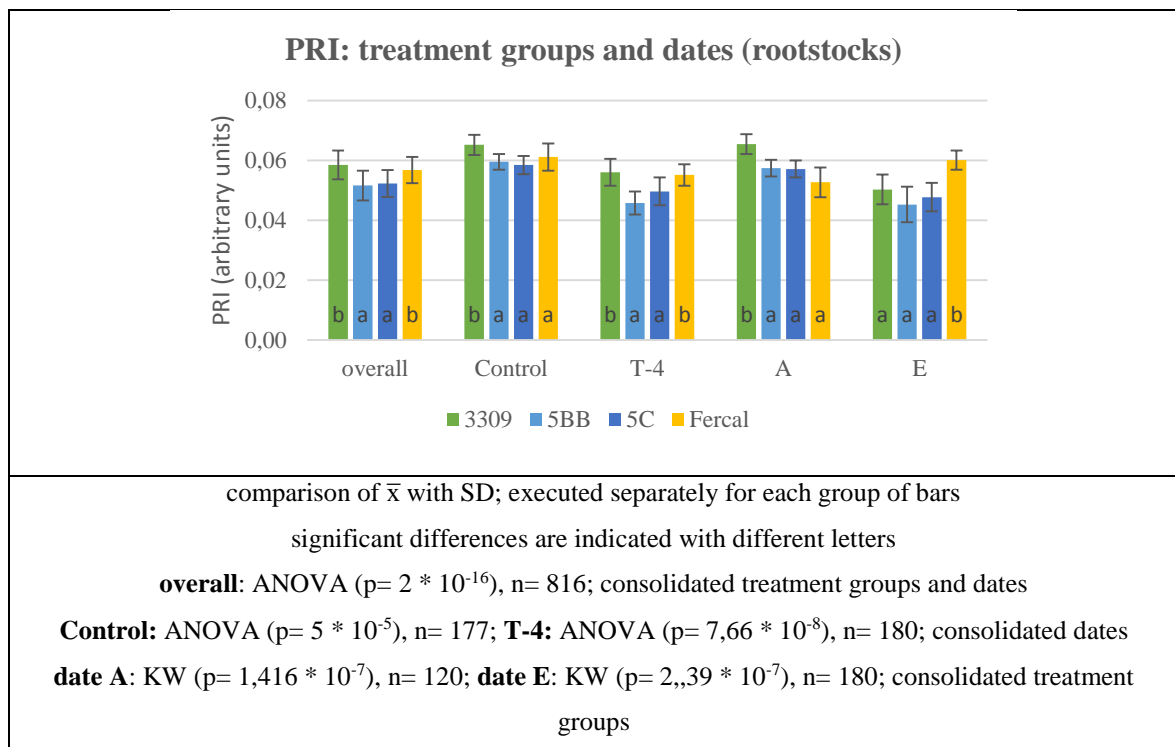 PRI: treatment groups and dates (rootstocks)
PRI (arbitrary units)
0,08
0,06
0,04
0,02
0,00
b a a b
b a a a
b a a b
b a a a
a a a b
overall Control T-4 A E
3309 5BB 5C Fercal
comparison of x̅ with SD; executed separately for each group of bars
significant differences are indicated with different letters
overall: ANOVA (p= 2 * 10⁻¹⁶), n= 816; consolidated treatment groups and dates
Control: ANOVA (p= 5 * 10⁻⁵), n= 177; T-4: ANOVA (p= 7,66 * 10⁻⁸), n= 180; consolidated dates
date A: KW (p= 1,416 * 10⁻⁷), n= 120; date E: KW (p= 2,,39 * 10⁻⁷), n= 180; consolidated treatment
groups